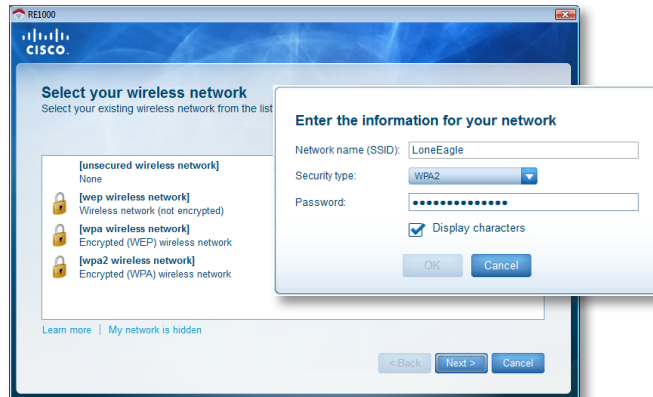 RE1000
CISCO.
Select your wireless network
Select your existing wireless network from the list
[unsecured wireless network]
None
[wep wireless network]
Wireless network (not encrypted)
[wpa wireless network]
Encrypted (WEP) wireless network
[wpa2 wireless network]
Encrypted (WPA) wireless network
Learn more | My network is hidden
< Back Next > Cancel
Enter the information for your network
Network name (SSID): LoneEagle
Security type: WPA2
Password: ••••••••••••••
Display characters
OK Cancel